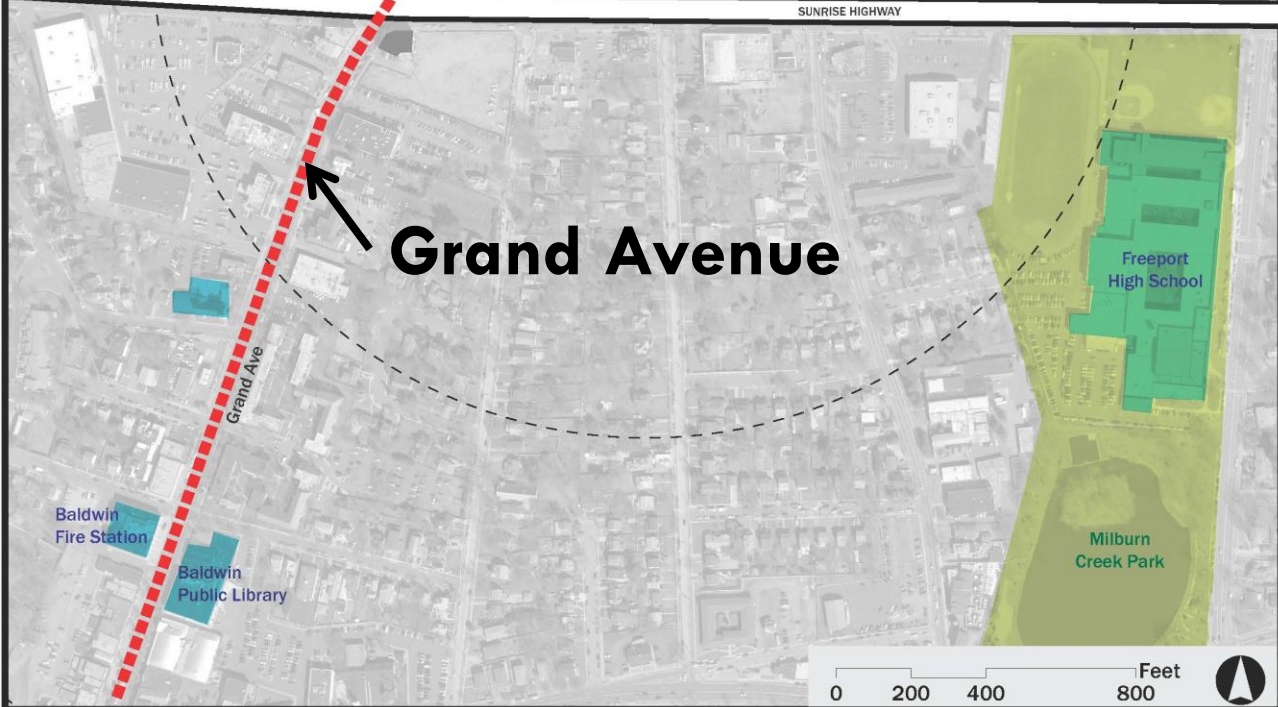 SUNRISE HIGHWAY
Grand Avenue
Freeport
High School
Grand Ave
Baldwin
Fire Station
Milburn
Creek Park
Baldwin
Public Library
Feet
0 200 400 800